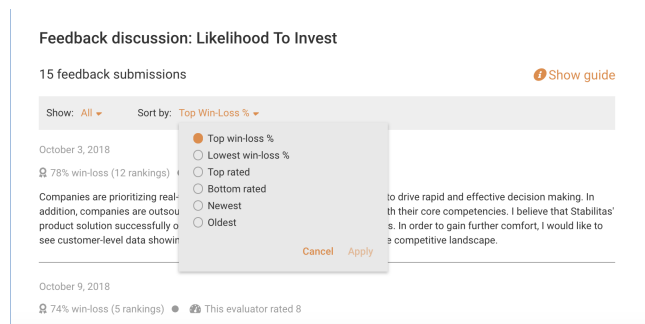 Feedback discussion: Likelihood To Invest
15 feedback submissions
Show guide
Show: All Sort by: Top Win-Loss %
Top win-loss %
Lowest win-loss %
Top rated
Bottom rated
Newest
Oldest
Cancel Apply
October 3, 2018
78% win-loss (12 rankings)
Companies are prioritizing real- to drive rapid and effective decision making. In
addition, companies are outsou th their core competencies. I believe that Stabilitas'
product solution successfully o s. In order to gain further comfort, I would like to
see customer-level data showin e competitive landscape.
October 9, 2018
74% win-loss (5 rankings) This evaluator rated 8